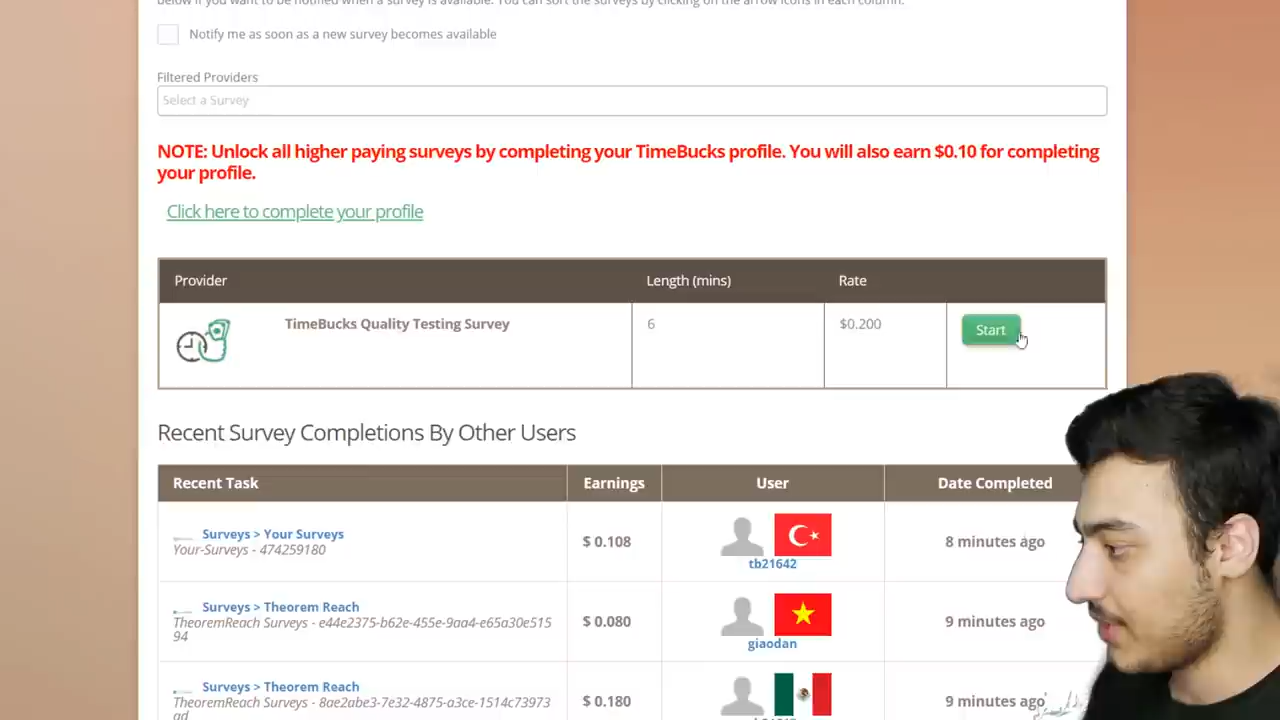 below if you want to be notified when a survey is available. You can sort the surveys by clicking on the arrow icons in each column.
Notify me as soon as a new survey becomes available
Filtered Providers
Select a Survey
NOTE: Unlock all higher paying surveys by completing your TimeBucks profile. You will also earn $0.10 for completing
your profile.
Click here to complete your profile
Provider Length (mins) Rate
TimeBucks Quality Testing Survey 6 $0.200 Start
Recent Survey Completions By Other Users
Recent Task Earnings User Date Completed
Surveys > Your Surveys
Your-Surveys - 474259180
$ 0.108
tb21642
8 minutes ago
Surveys > Theorem Reach
TheoremReach Surveys - e44e2375-b62e-455e-9aa4-e65a30e515
94
$ 0.080
giaodan
9 minutes ago
Surveys > Theorem Reach
TheoremReach Surveys - 8ae2abe3-7e32-4875-a3ce-1514c73973
ad
$ 0.180
9 minutes ago